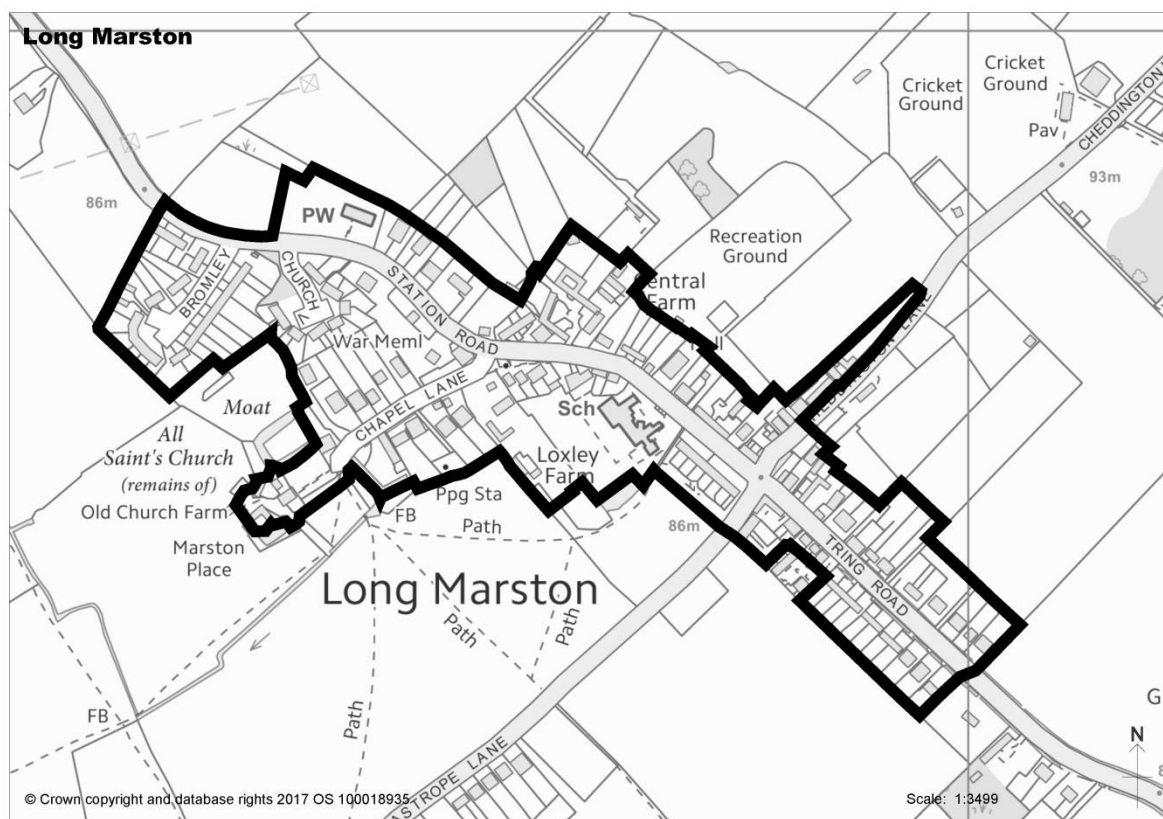 Long Marston
Cricket
Ground
Cricket
Ground
Pav
CHEDDINGTON
93m
86m
PW
STATION ROAD
BROMLEY
CHURCH
Recreation
Ground
Central
Farm
War Meml
CHAPEL LANE
LANE
Moat
Sch
All
Saint's Church
(remains of)
Loxley
Farm
Old Church Farm
Ppg Sta
FB
Path
86m
Marston
Place
TRING ROAD
Long Marston
Path
Path
Path
FB
G
N
ASTROPE LANE
© Crown copyright and database rights 2017 OS 100018935
Scale: 1:3499